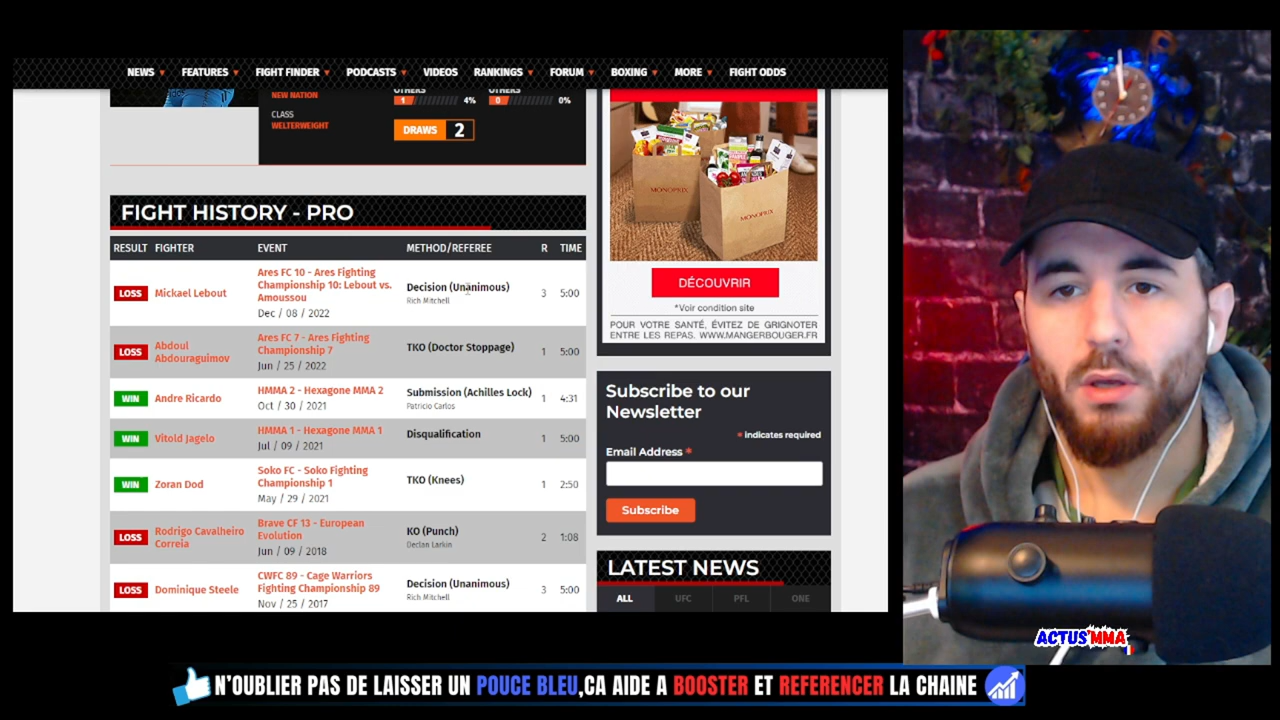 NEWS FEATURES FIGHT FINDER PODCASTS VIDEOS RANKINGS FORUM BOXING MORE FIGHT ODDS
NEW NATION
CLASS
WELTERWEIGHT
OTHERS
1 4%
OTHERS
0 0%
DRAWS 2
FIGHT HISTORY - PRO
RESULT FIGHTER EVENT METHOD/REFEREE R TIME
LOSS Mickael Lebout
Ares FC 10 - Ares Fighting
Championship 10: Lebout vs.
Amoussou
Dec / 08 / 2022
Decision (Unanimous)
Rich Mitchell
3 5:00
LOSS Abdoul
Abdouraguimov
Ares FC 7 - Ares Fighting
Championship 7
Jun / 25 / 2022
TKO (Doctor Stoppage)
1 5:00
WIN Andre Ricardo
HMMA 2 - Hexagone MMA 2
Oct / 30 / 2021
Submission (Achilles Lock)
Patricio Carlos
1 4:31
WIN Vitold Jagelo
HMMA 1 - Hexagone MMA 1
Jul / 09 / 2021
Disqualification
1 5:00
WIN Zoran Dod
Soko FC - Soko Fighting
Championship 1
May / 29 / 2021
TKO (Knees)
1 2:50
LOSS Rodrigo Cavalheiro
Correia
Brave CF 13 - European
Evolution
Jun / 09 / 2018
KO (Punch)
Declan Larkin
2 1:08
LOSS Dominique Steele
CWFC 89 - Cage Warriors
Fighting Championship 89
Nov / 25 / 2017
Decision (Unanimous)
Rich Mitchell
3 5:00
MONOPRIX
MONOPRIX
DÉCOUVRIR
*Voir condition site
POUR VOTRE SANTÉ, ÉVITEZ DE GRIGNOTER
ENTRE LES REPAS. WWW.MANGERBOUGER.FR
Subscribe to our
Newsletter
* indicates required
Email Address *
Subscribe
LATEST NEWS
ALL UFC PFL ONE
ACTUS'MMA
N'OUBLIER PAS DE LAISSER UN POUCE BLEU,CA AIDE A BOOSTER ET REFERENCER LA CHAINE